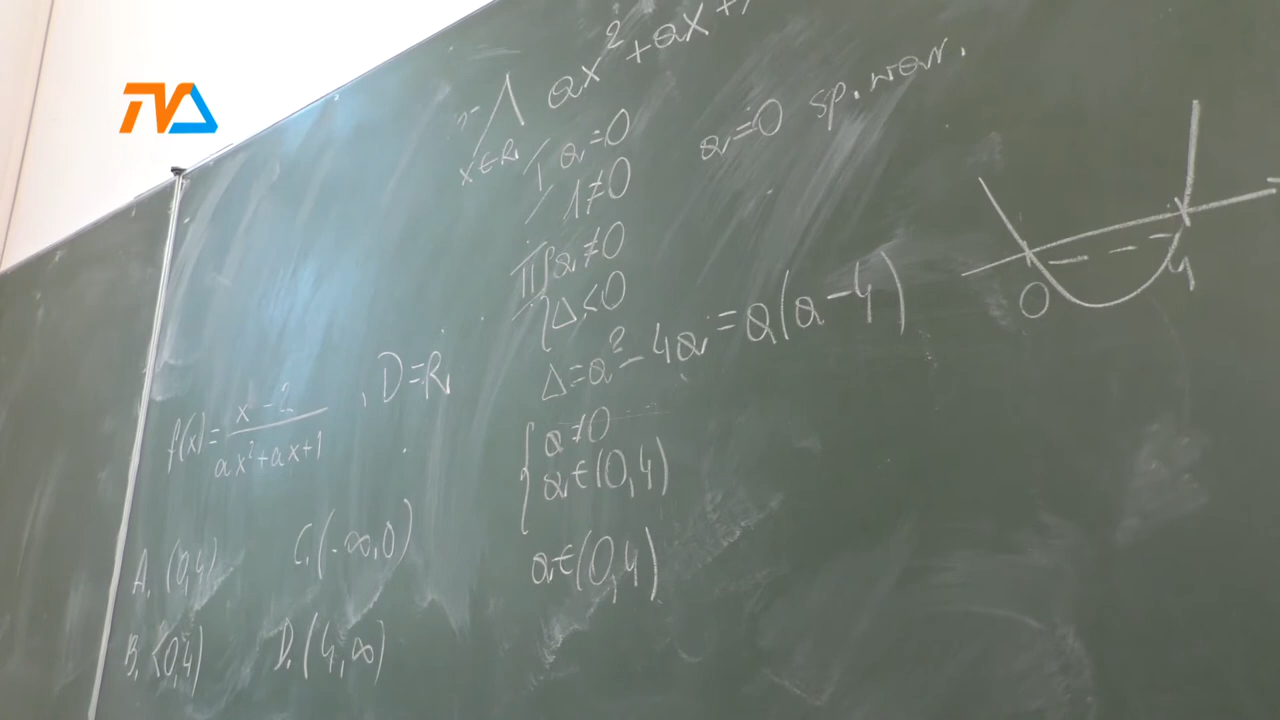 TVA
⋀ ax² + ax +
x∈R
I a=0
1≠0
a=0 sp. war.
II { a≠0
Δ<0
Δ=a²-4a=a(a-4)
0
4
f(x)= x-2 / ax²+ax+1 , D=R
{ a≠0
a∈(0,4)
a∈(0,4)
A. (0,4)
C. (-∞,0)
B. <0,4)
D. (4,∞)